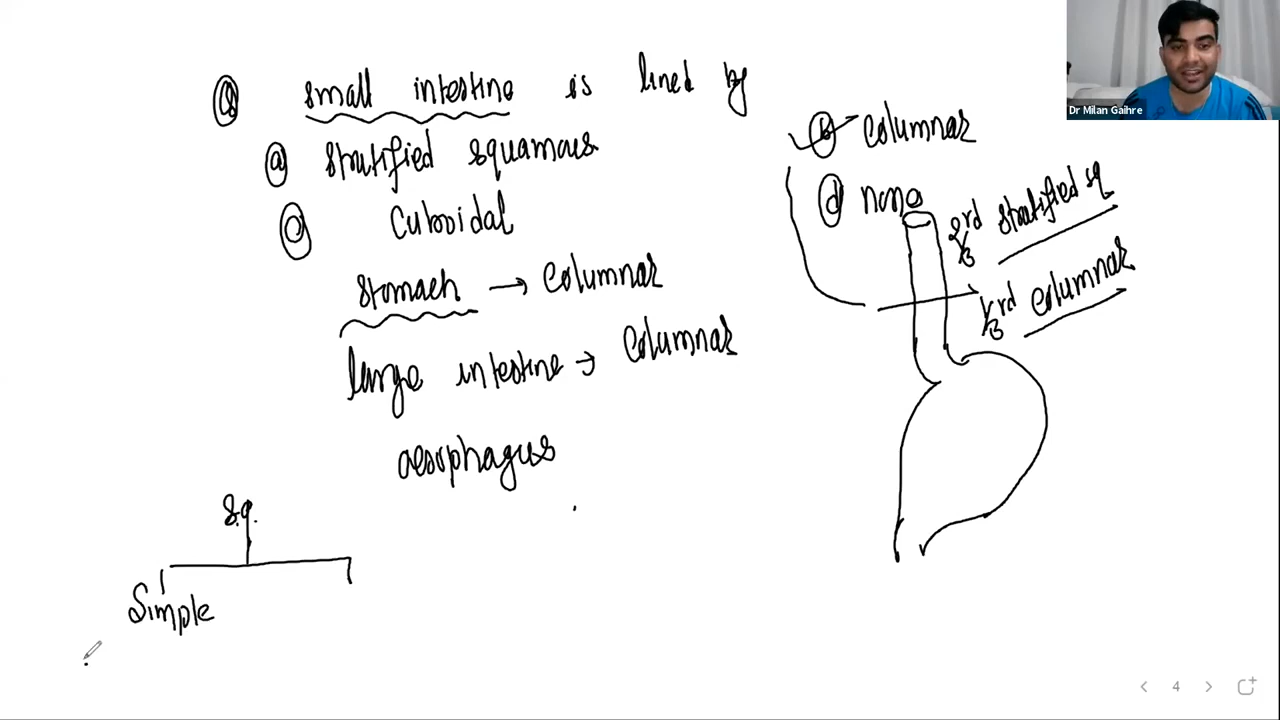 Q small intestine is lined by
a stratified squamous
b columnar
c cuboidal
d none
stomach → columnar
large intestine → columnar
aesophagus
2/3rd stratified sq
1/3rd columnar
sq.
Simple
Dr Milan Gaihre
4